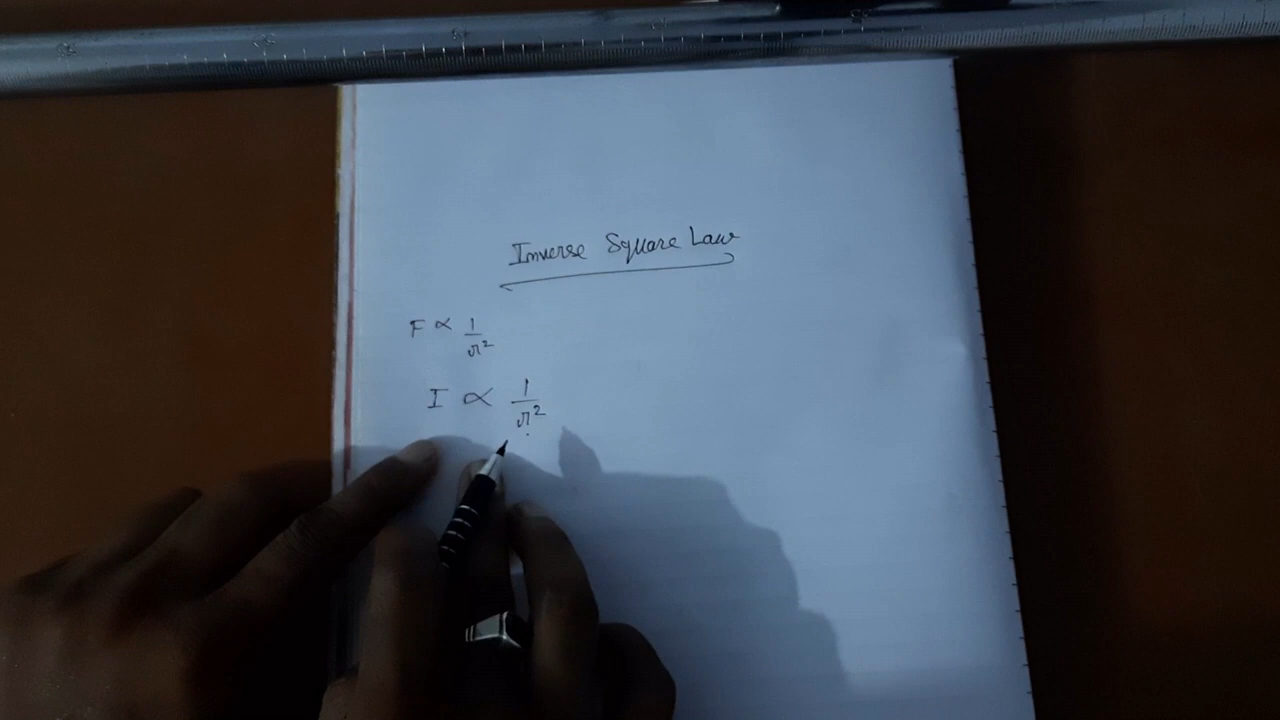 Inverse Square Law
F ∝ 1/r²
I ∝ 1/r²